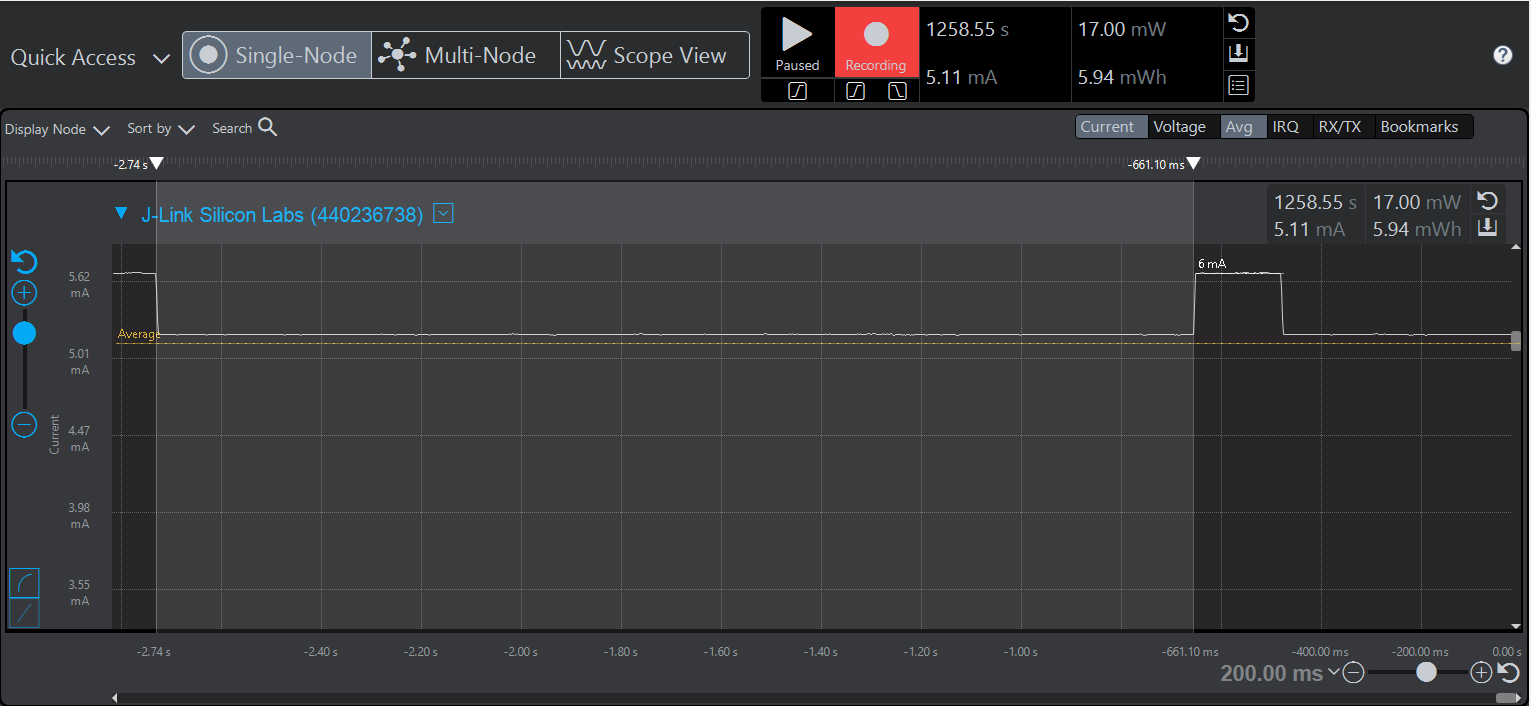 Quick Access
Single-Node
Multi-Node
Scope View
Paused
Recording
1258.55 s
17.00 mW
5.11 mA
5.94 mWh
?
Display Node
Sort by
Search
Current
Voltage
Avg
IRQ
RX/TX
Bookmarks
-2.74 s
-661.10 ms
J-Link Silicon Labs (440236738)
1258.55 s
17.00 mW
5.11 mA
5.94 mWh
6 mA
5.62
mA
Average
5.01
mA
Current
4.47
mA
3.98
mA
3.55
mA
-2.74 s
-2.40 s
-2.20 s
-2.00 s
-1.80 s
-1.60 s
-1.40 s
-1.20 s
-1.00 s
-661.10 ms
-400.00 ms
-200.00 ms
0.00 s
200.00 ms